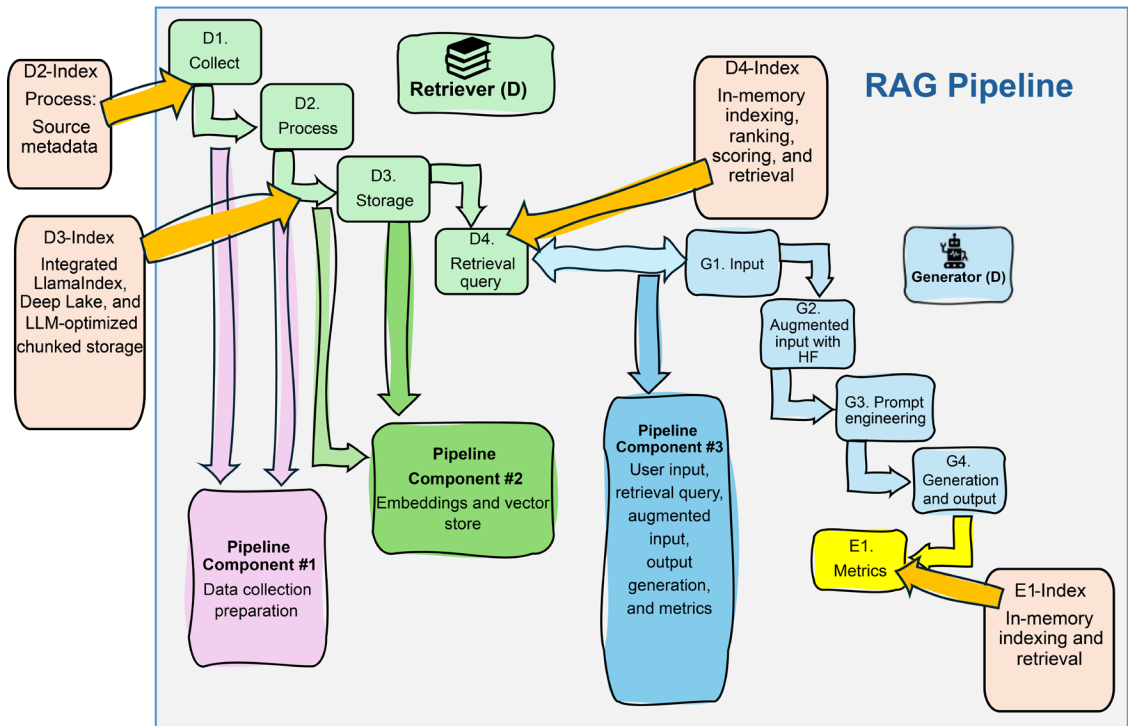 RAG Pipeline
D1.
Collect
Retriever (D)
D2-Index
Process:
Source
metadata
D2.
Process
D4-Index
In-memory
indexing,
ranking,
scoring, and
retrieval
D3.
Storage
D3-Index
Integrated
LlamaIndex,
Deep Lake, and
LLM-optimized
chunked storage
D4.
Retrieval
query
G1. Input
Generator (D)
G2.
Augmented
input with
HF
G3. Prompt
engineering
G4.
Generation
and output
Pipeline
Component #2
Embeddings and vector
store
Pipeline
Component #3
User input,
retrieval query,
augmented
input,
output
generation,
and metrics
Pipeline
Component #1
Data collection
preparation
E1.
Metrics
E1-Index
In-memory
indexing and
retrieval